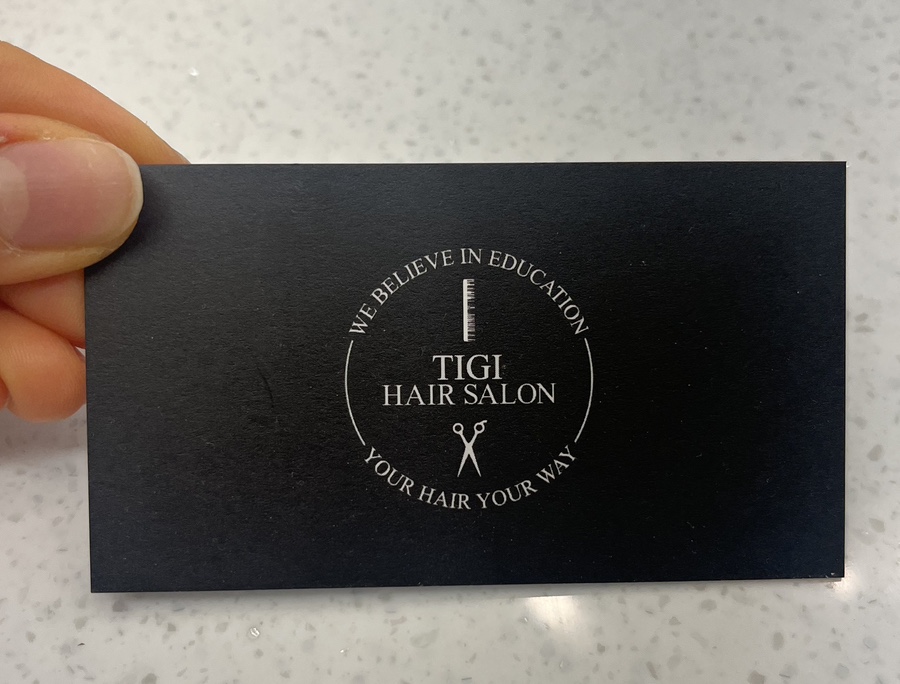 WE BELIEVE IN EDUCATION
TIGI
HAIR SALON
YOUR HAIR YOUR WAY